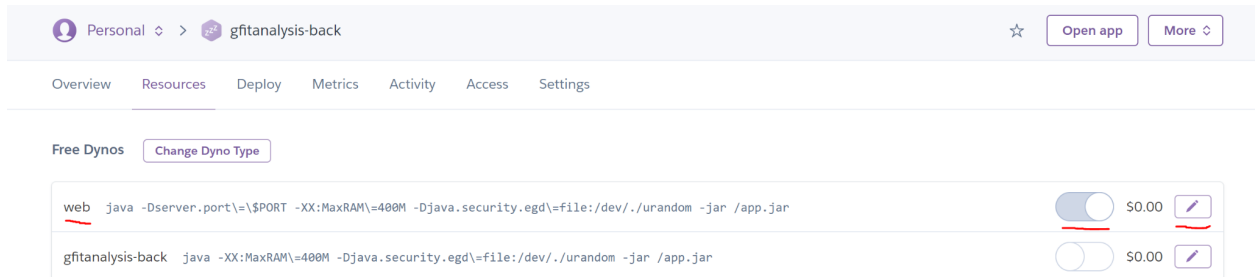 Personal > zzz gfitanalysis-back Open app More
Overview Resources Deploy Metrics Activity Access Settings
Free Dynos Change Dyno Type
web java -Dserver.port\=\$PORT -XX:MaxRAM\=400M -Djava.security.egd\=file:/dev/./urandom -jar /app.jar $0.00
gfitanalysis-back java -XX:MaxRAM\=400M -Djava.security.egd\=file:/dev/./urandom -jar /app.jar $0.00